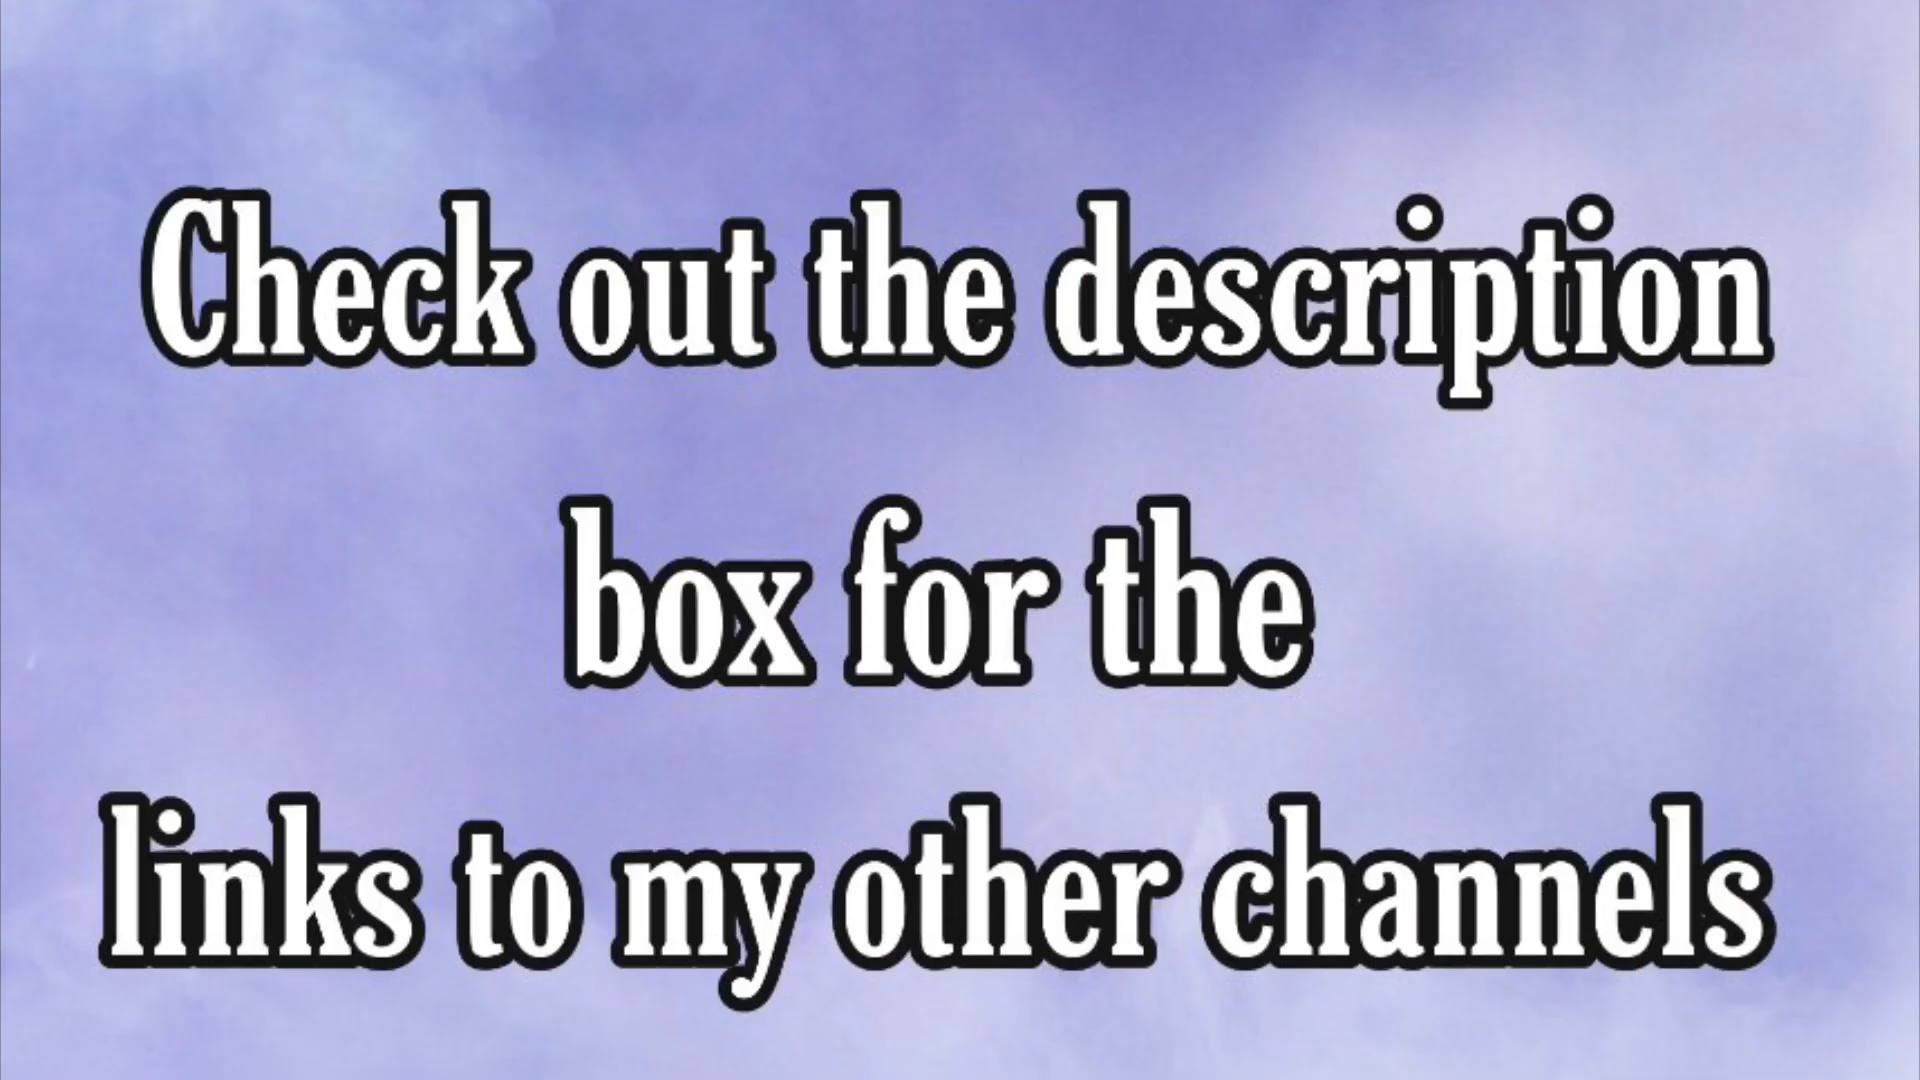 Check out the description
box for the
links to my other channels